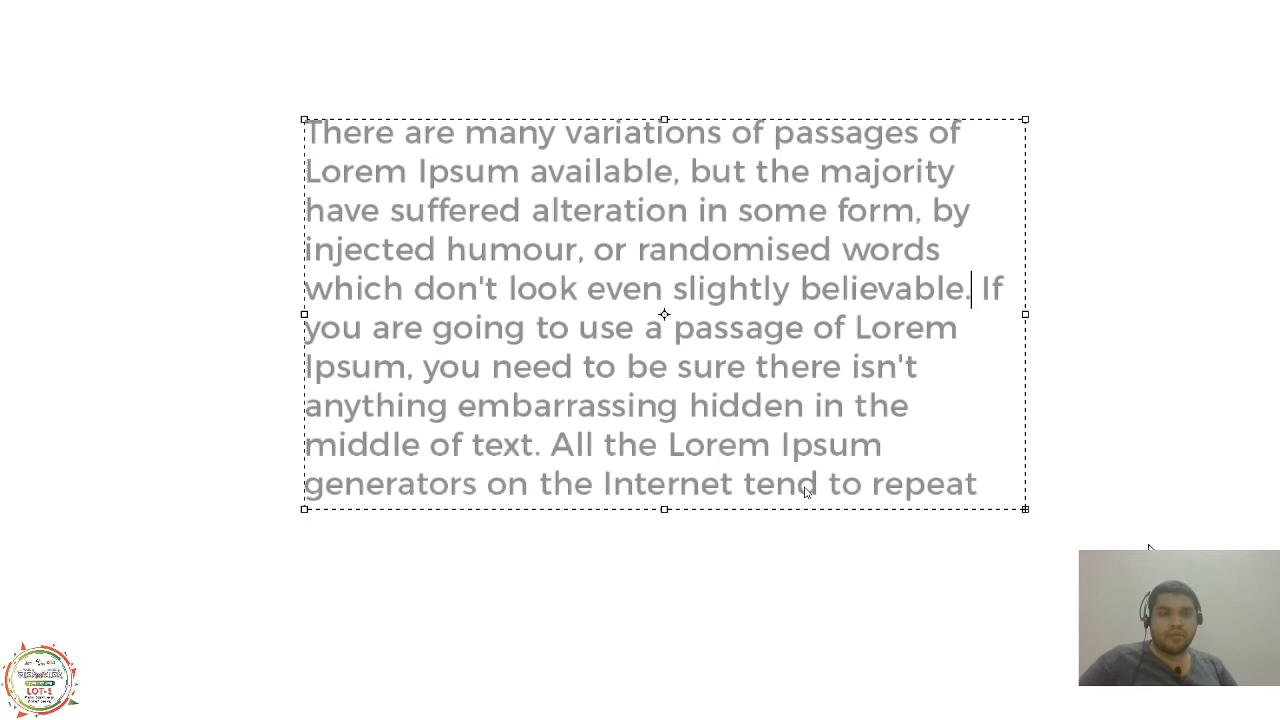 There are many variations of passages of
Lorem Ipsum available, but the majority
have suffered alteration in some form, by
injected humour, or randomised words
which don't look even slightly believable. If
you are going to use a passage of Lorem
Ipsum, you need to be sure there isn't
anything embarrassing hidden in the
middle of text. All the Lorem Ipsum
generators on the Internet tend to repeat
LOT-1